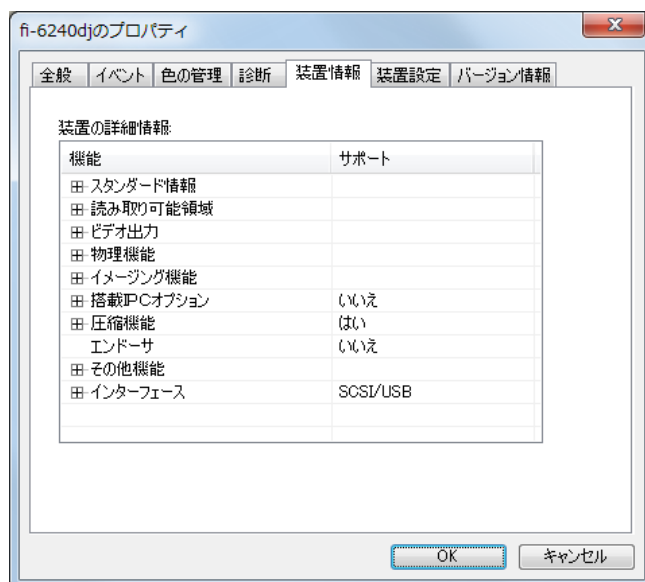 fi-6240djのプロパティ
全般 イベント 色の管理 診断 装置情報 装置設定 バージョン情報
装置の詳細情報:
機能 サポート
スタンダード情報
読み取り可能領域
ビデオ出力
物理機能
イメージング機能
搭載IPCオプション いいえ
圧縮機能 はい
エンドーサ いいえ
その他機能
インターフェース SCSI/USB
OK キャンセル